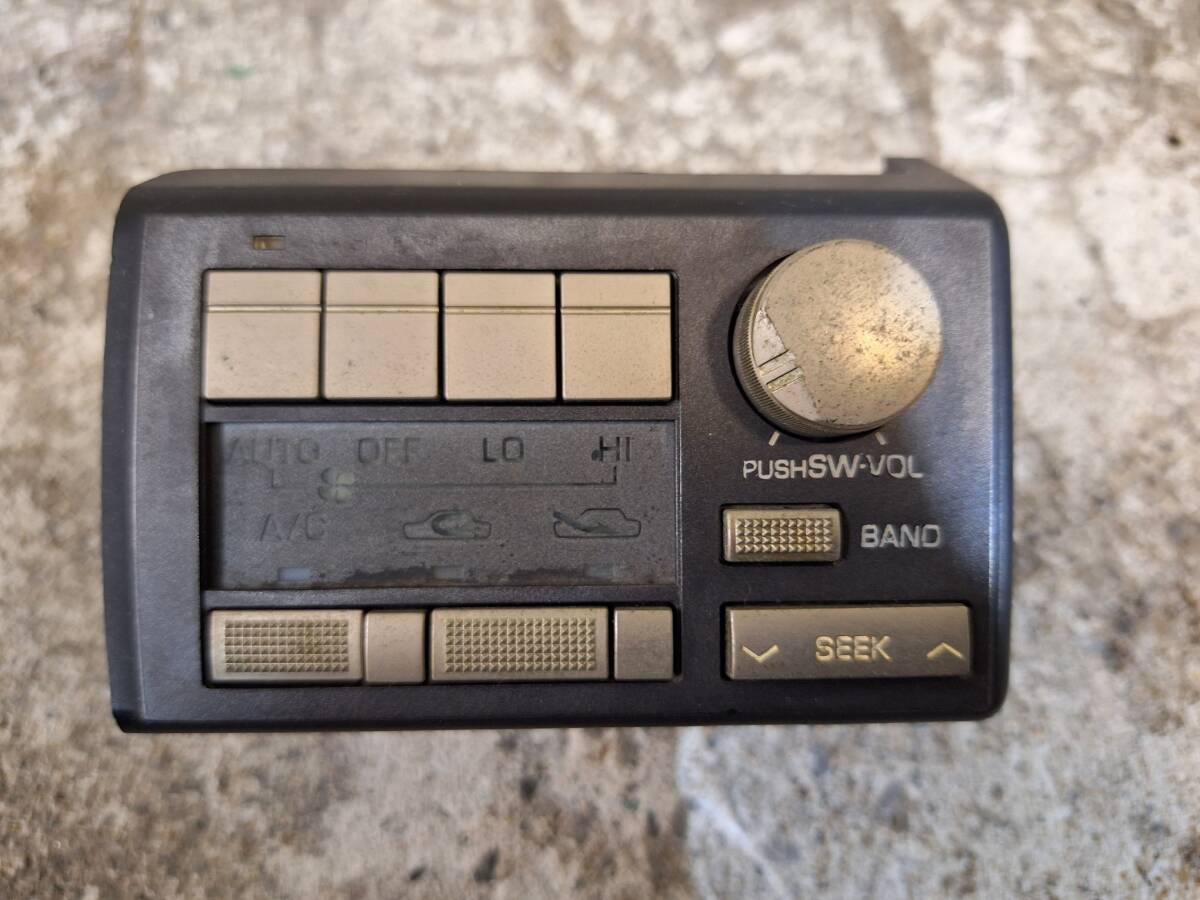 AUTO OFF LO HI
A/C
PUSH SW-VOL
BAND
SEEK